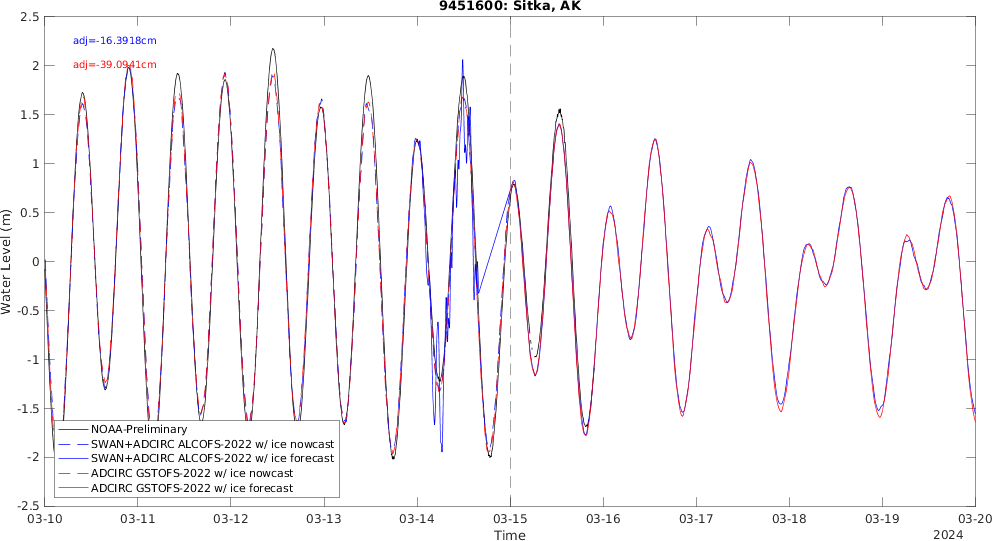 9451600: Sitka, AK
adj=-16.3918cm
adj=-39.0941cm
2.5
2
1.5
1
0.5
0
-0.5
-1
-1.5
-2
-2.5
Water Level (m)
NOAA-Preliminary
SWAN+ADCIRC ALCOFS-2022 w/ ice nowcast
SWAN+ADCIRC ALCOFS-2022 w/ ice forecast
ADCIRC GSTOFS-2022 w/ ice nowcast
ADCIRC GSTOFS-2022 w/ ice forecast
03-10 03-11 03-12 03-13 03-14 03-15 03-16 03-17 03-18 03-19 03-20
Time
2024